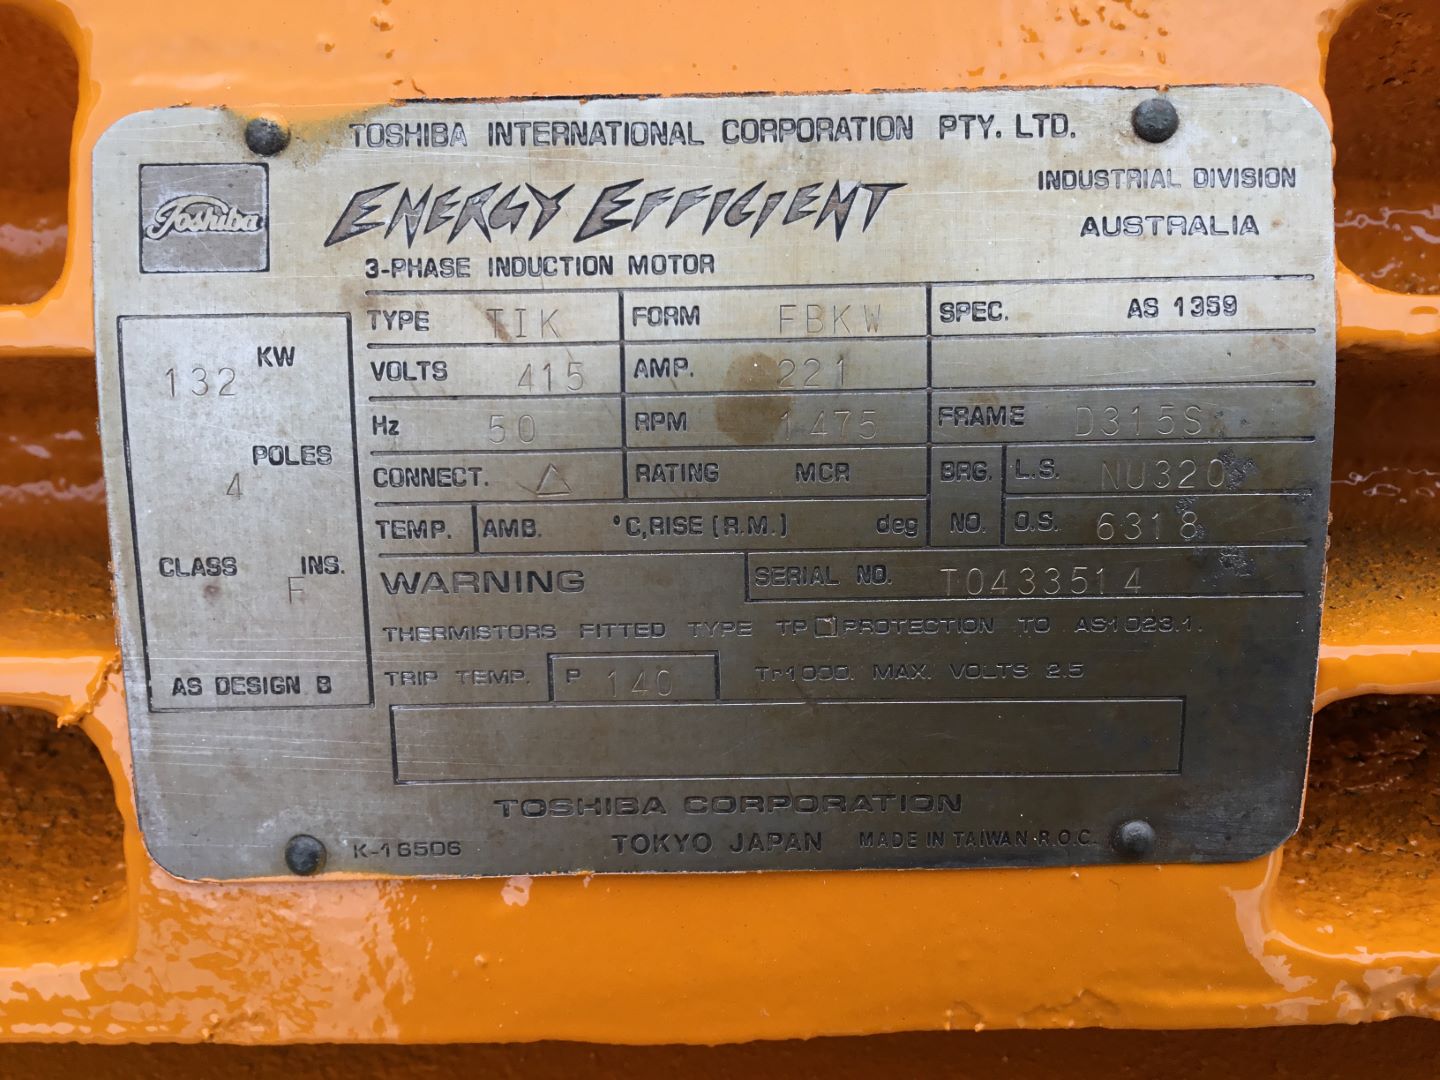 TOSHIBA INTERNATIONAL CORPORATION PTY. LTD.
Toshiba
ENERGY EFFICIENT
INDUSTRIAL DIVISION
AUSTRALIA
3-PHASE INDUCTION MOTOR
132 KW
4 POLES
CLASS INS.
F
AS DESIGN B
TYPE TIK FORM FBKW SPEC. AS 1359
VOLTS 415 AMP. 221
Hz 50 RPM 1475 FRAME D315S
CONNECT. △ RATING MCR BRG. L.S. NU320
TEMP. AMB. °C, RISE (R.M.) deg NO. O.S. 6318
WARNING SERIAL NO. T0433514
THERMISTORS FITTED TYPE TP □ PROTECTION TO AS1023.1.
TRIP TEMP. P 140 Tr1000. MAX. VOLTS 2.5
TOSHIBA CORPORATION
K-16506 TOKYO JAPAN MADE IN TAIWAN·R.O.C.